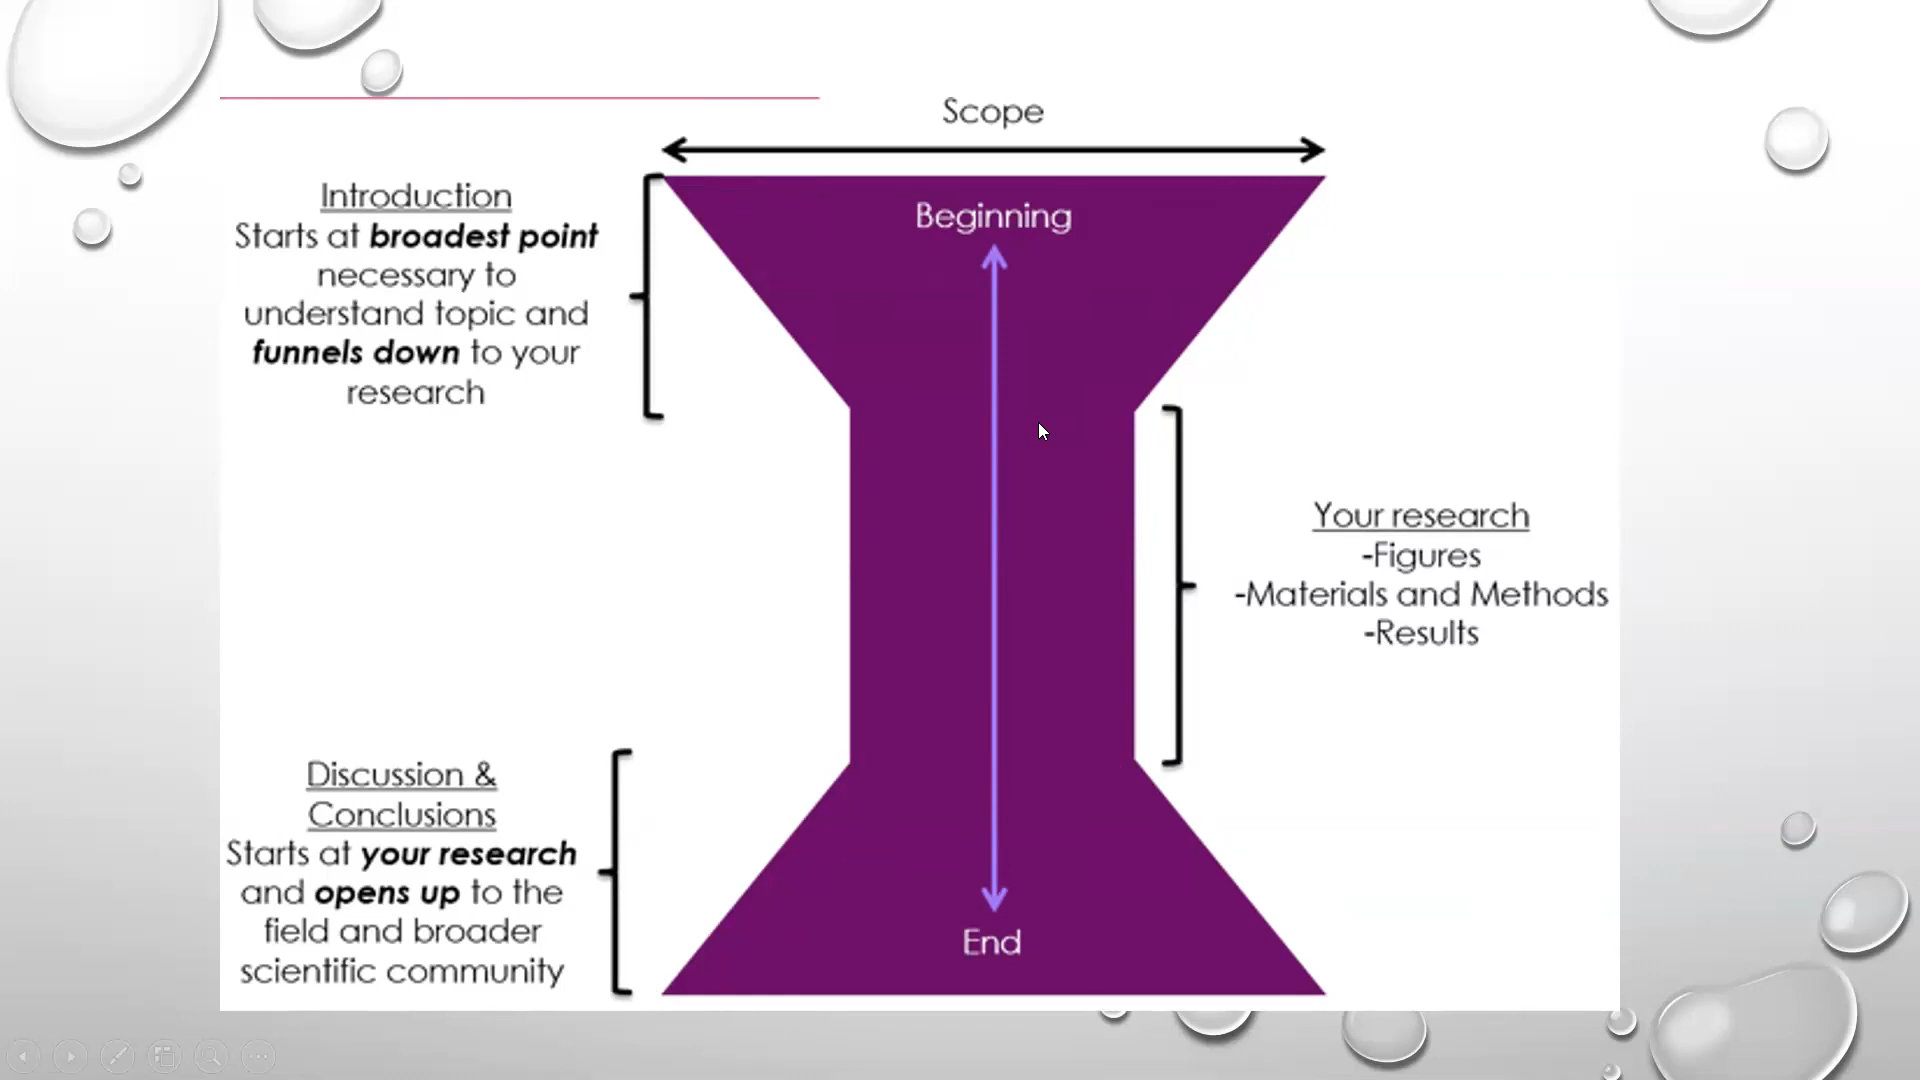 Scope
Introduction
Starts at broadest point
necessary to
understand topic and
funnels down to your
research
Beginning
Your research
-Figures
-Materials and Methods
-Results
Discussion &
Conclusions
Starts at your research
and opens up to the
field and broader
scientific community
End